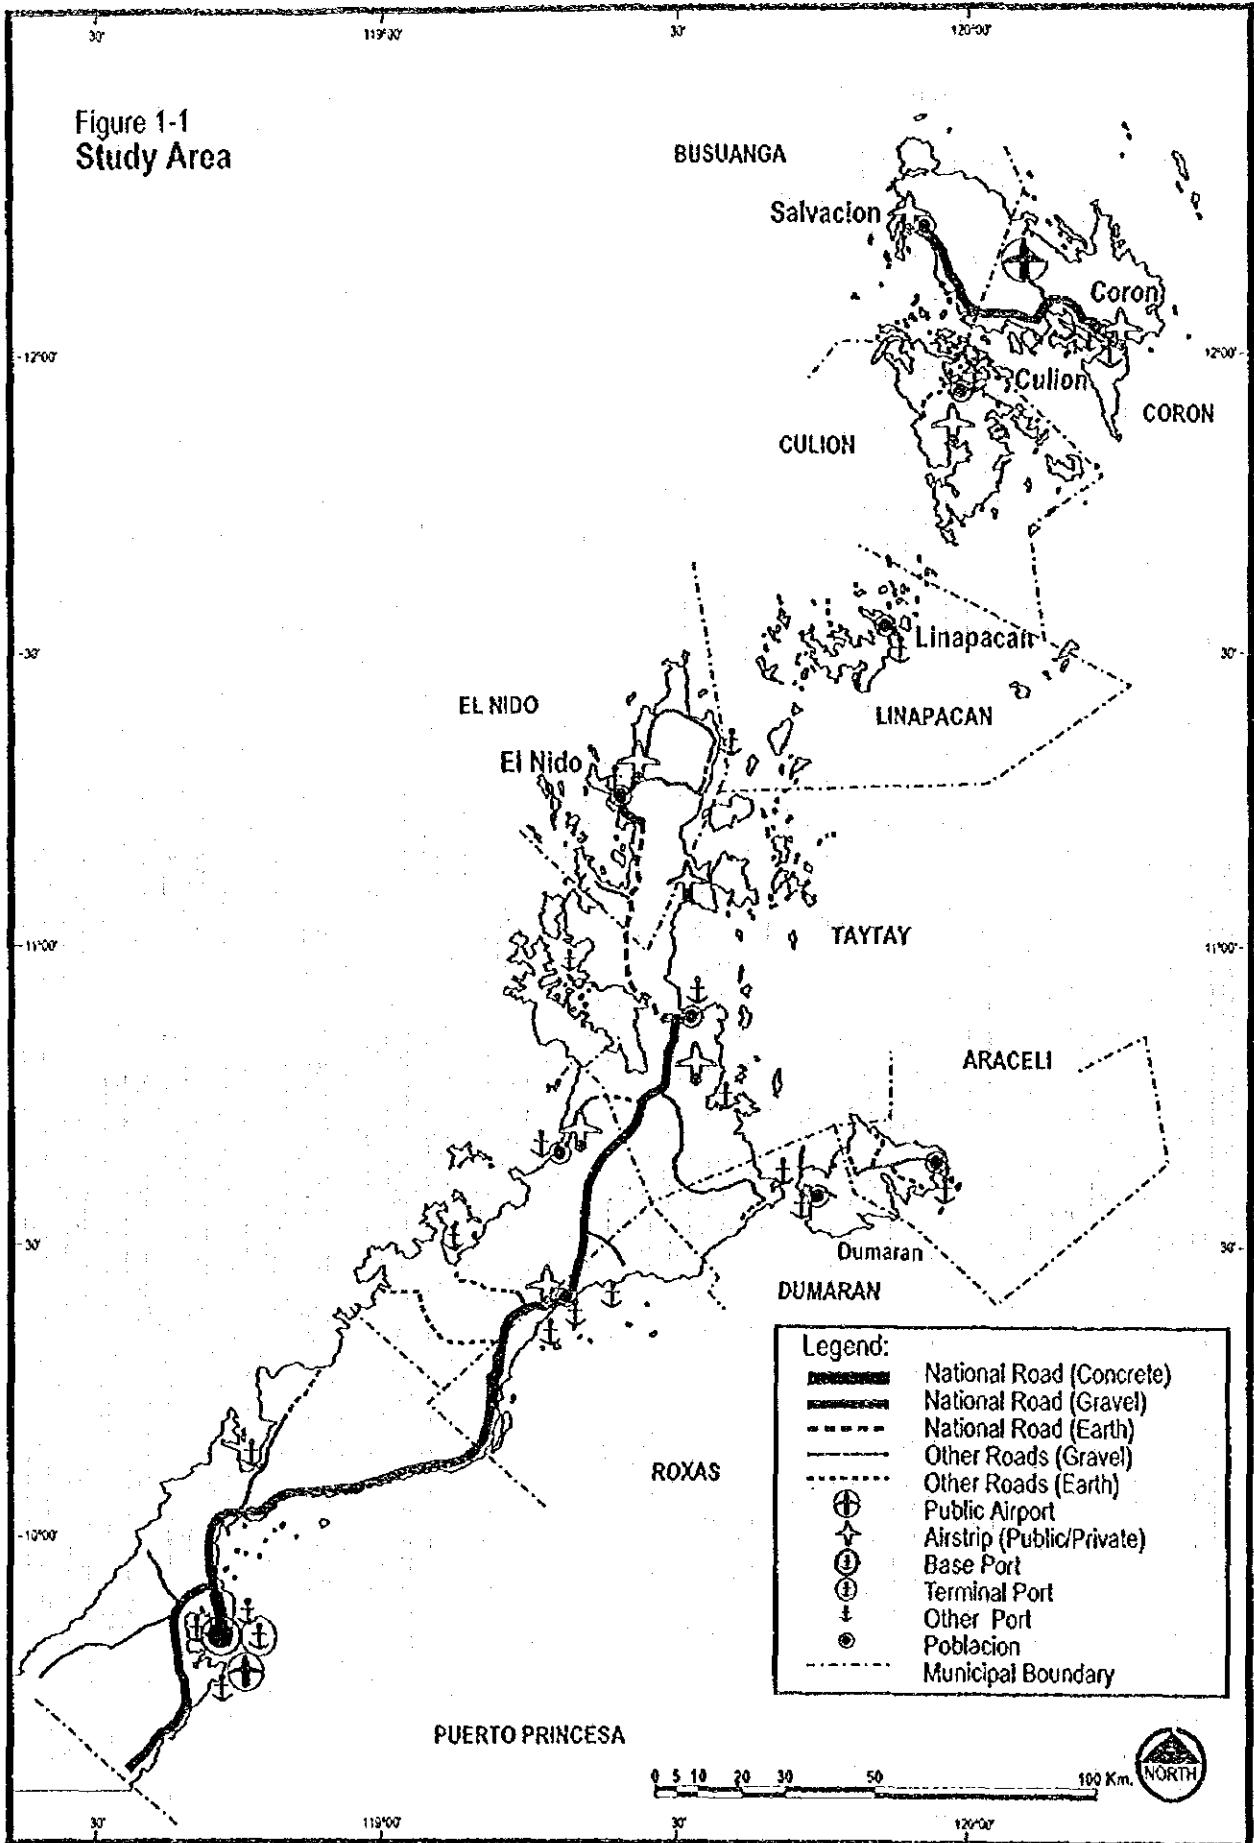 30' 119°00' 30' 120°00'
Figure 1-1
Study Area
BUSUANGA
Salvacion
Coron
12°00' 12°00'
Culion
CORON
CULION
Linapacan
30' 30'
EL NIDO
LINAPACAN
El Nido
TAYTAY
11°00' 11°00'
ARACELI
30' 30'
Dumaran
DUMARAN
Legend:
National Road (Concrete)
National Road (Gravel)
National Road (Earth)
Other Roads (Gravel)
Other Roads (Earth)
Public Airport
Airstrip (Public/Private)
Base Port
Terminal Port
Other Port
Poblacion
Municipal Boundary
ROXAS
10°00'
PUERTO PRINCESA
0 5 10 20 30 50 100 Km.
NORTH
30' 119°00' 30' 120°00'